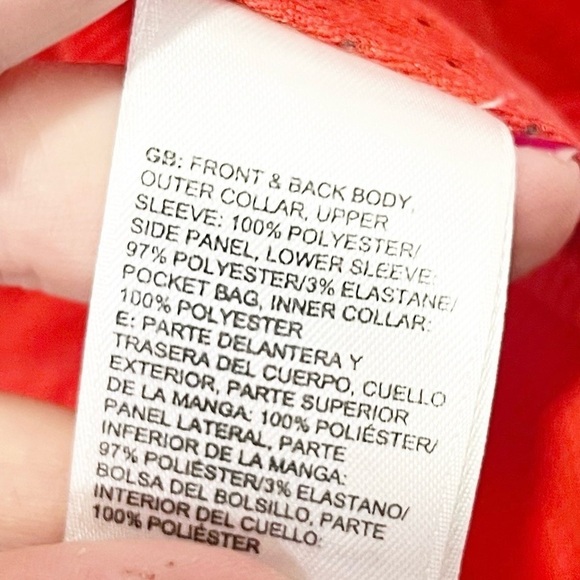 GB: FRONT & BACK BODY,
OUTER COLLAR, UPPER
SLEEVE: 100% POLYESTER/
SIDE PANEL, LOWER SLEEVE:
97% POLYESTER/3% ELASTANE/
POCKET BAG, INNER COLLAR:
100% POLYESTER
E: PARTE DELANTERA Y
TRASERA DEL CUERPO, CUELLO
EXTERIOR, PARTE SUPERIOR
DE LA MANGA: 100% POLIÉSTER/
PANEL LATERAL, PARTE
INFERIOR DE LA MANGA:
97% POLIÉSTER/3% ELASTANO/
BOLSA DEL BOLSILLO, PARTE
INTERIOR DEL CUELLO:
100% POLIÉSTER